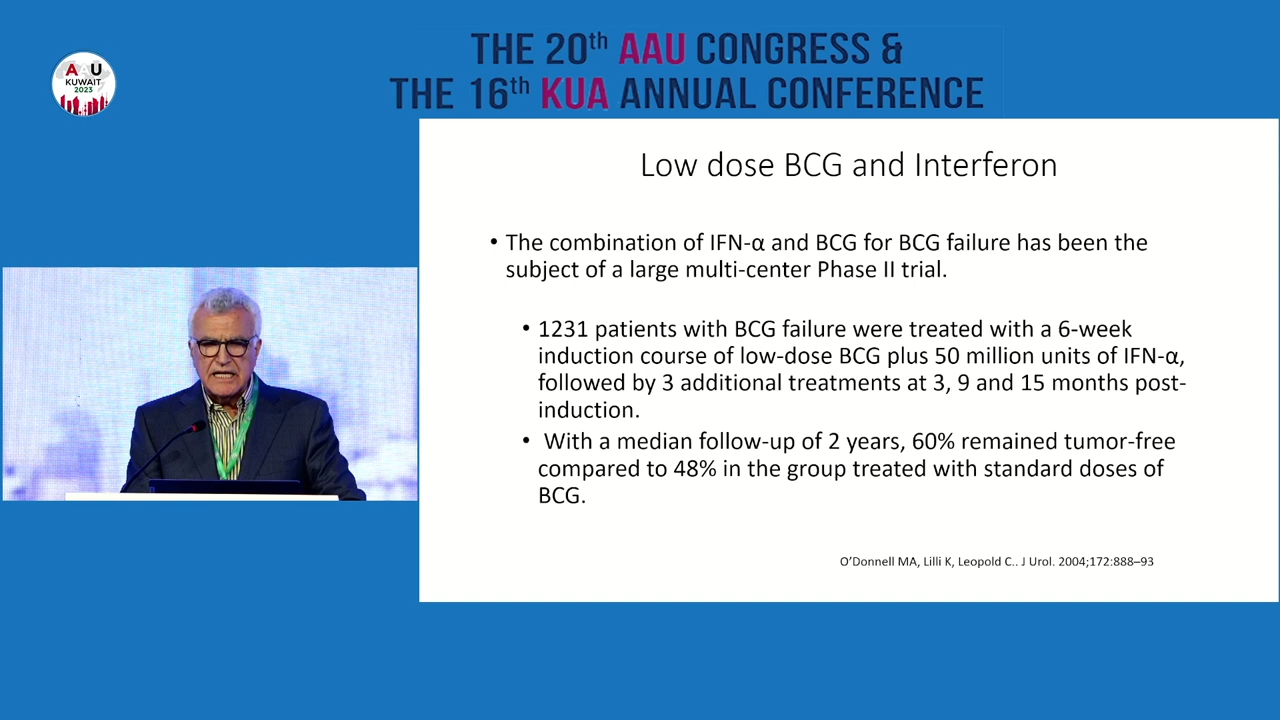 AAU
KUWAIT
2023
THE 20th AAU CONGRESS &
THE 16th KUA ANNUAL CONFERENCE
Low dose BCG and Interferon
• The combination of IFN-α and BCG for BCG failure has been the
subject of a large multi-center Phase II trial.
• 1231 patients with BCG failure were treated with a 6-week
induction course of low-dose BCG plus 50 million units of IFN-α,
followed by 3 additional treatments at 3, 9 and 15 months post-
induction.
• With a median follow-up of 2 years, 60% remained tumor-free
compared to 48% in the group treated with standard doses of
BCG.
O’Donnell MA, Lilli K, Leopold C.. J Urol. 2004;172:888–93